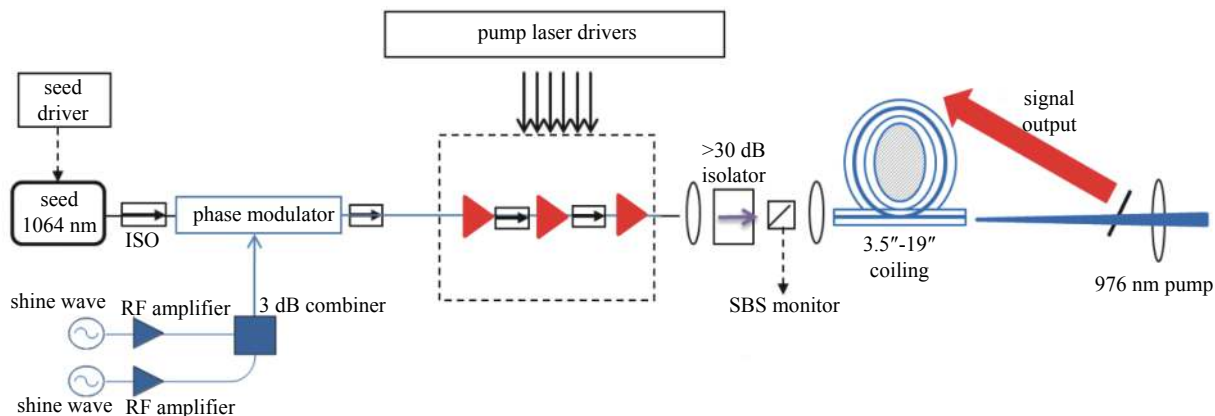 pump laser drivers
seed
driver
seed
1064 nm
ISO
phase modulator
>30 dB
isolator
SBS monitor
signal
output
3.5″-19″
coiling
976 nm pump
shine wave
RF amplifier
3 dB combiner
shine wave
RF amplifier